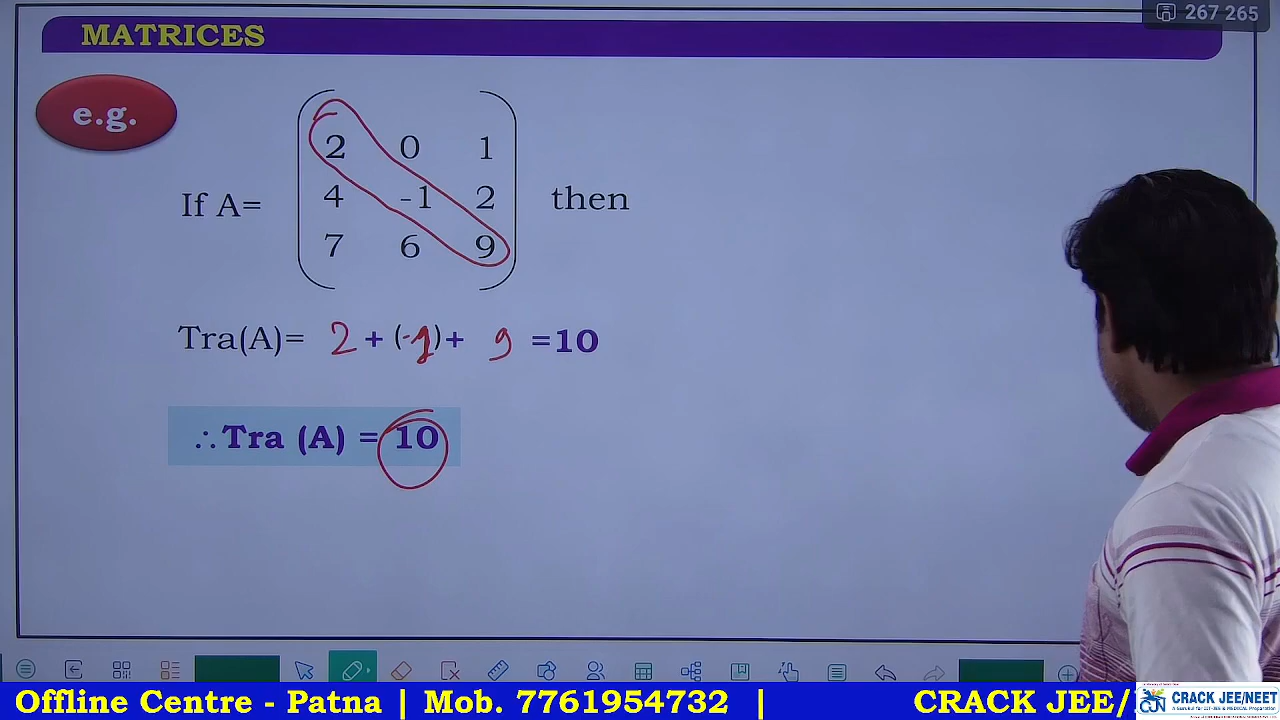 267 265
MATRICES
e.g.
2 0 1
If A= 4 -1 2 then
7 6 9
Tra(A)= 2 + (-1)+ 9 =10
∴Tra (A) = 10
Offline Centre - Patna | Mob. 7761954732 | CRACK JEE/
CRACK JEE/NEET